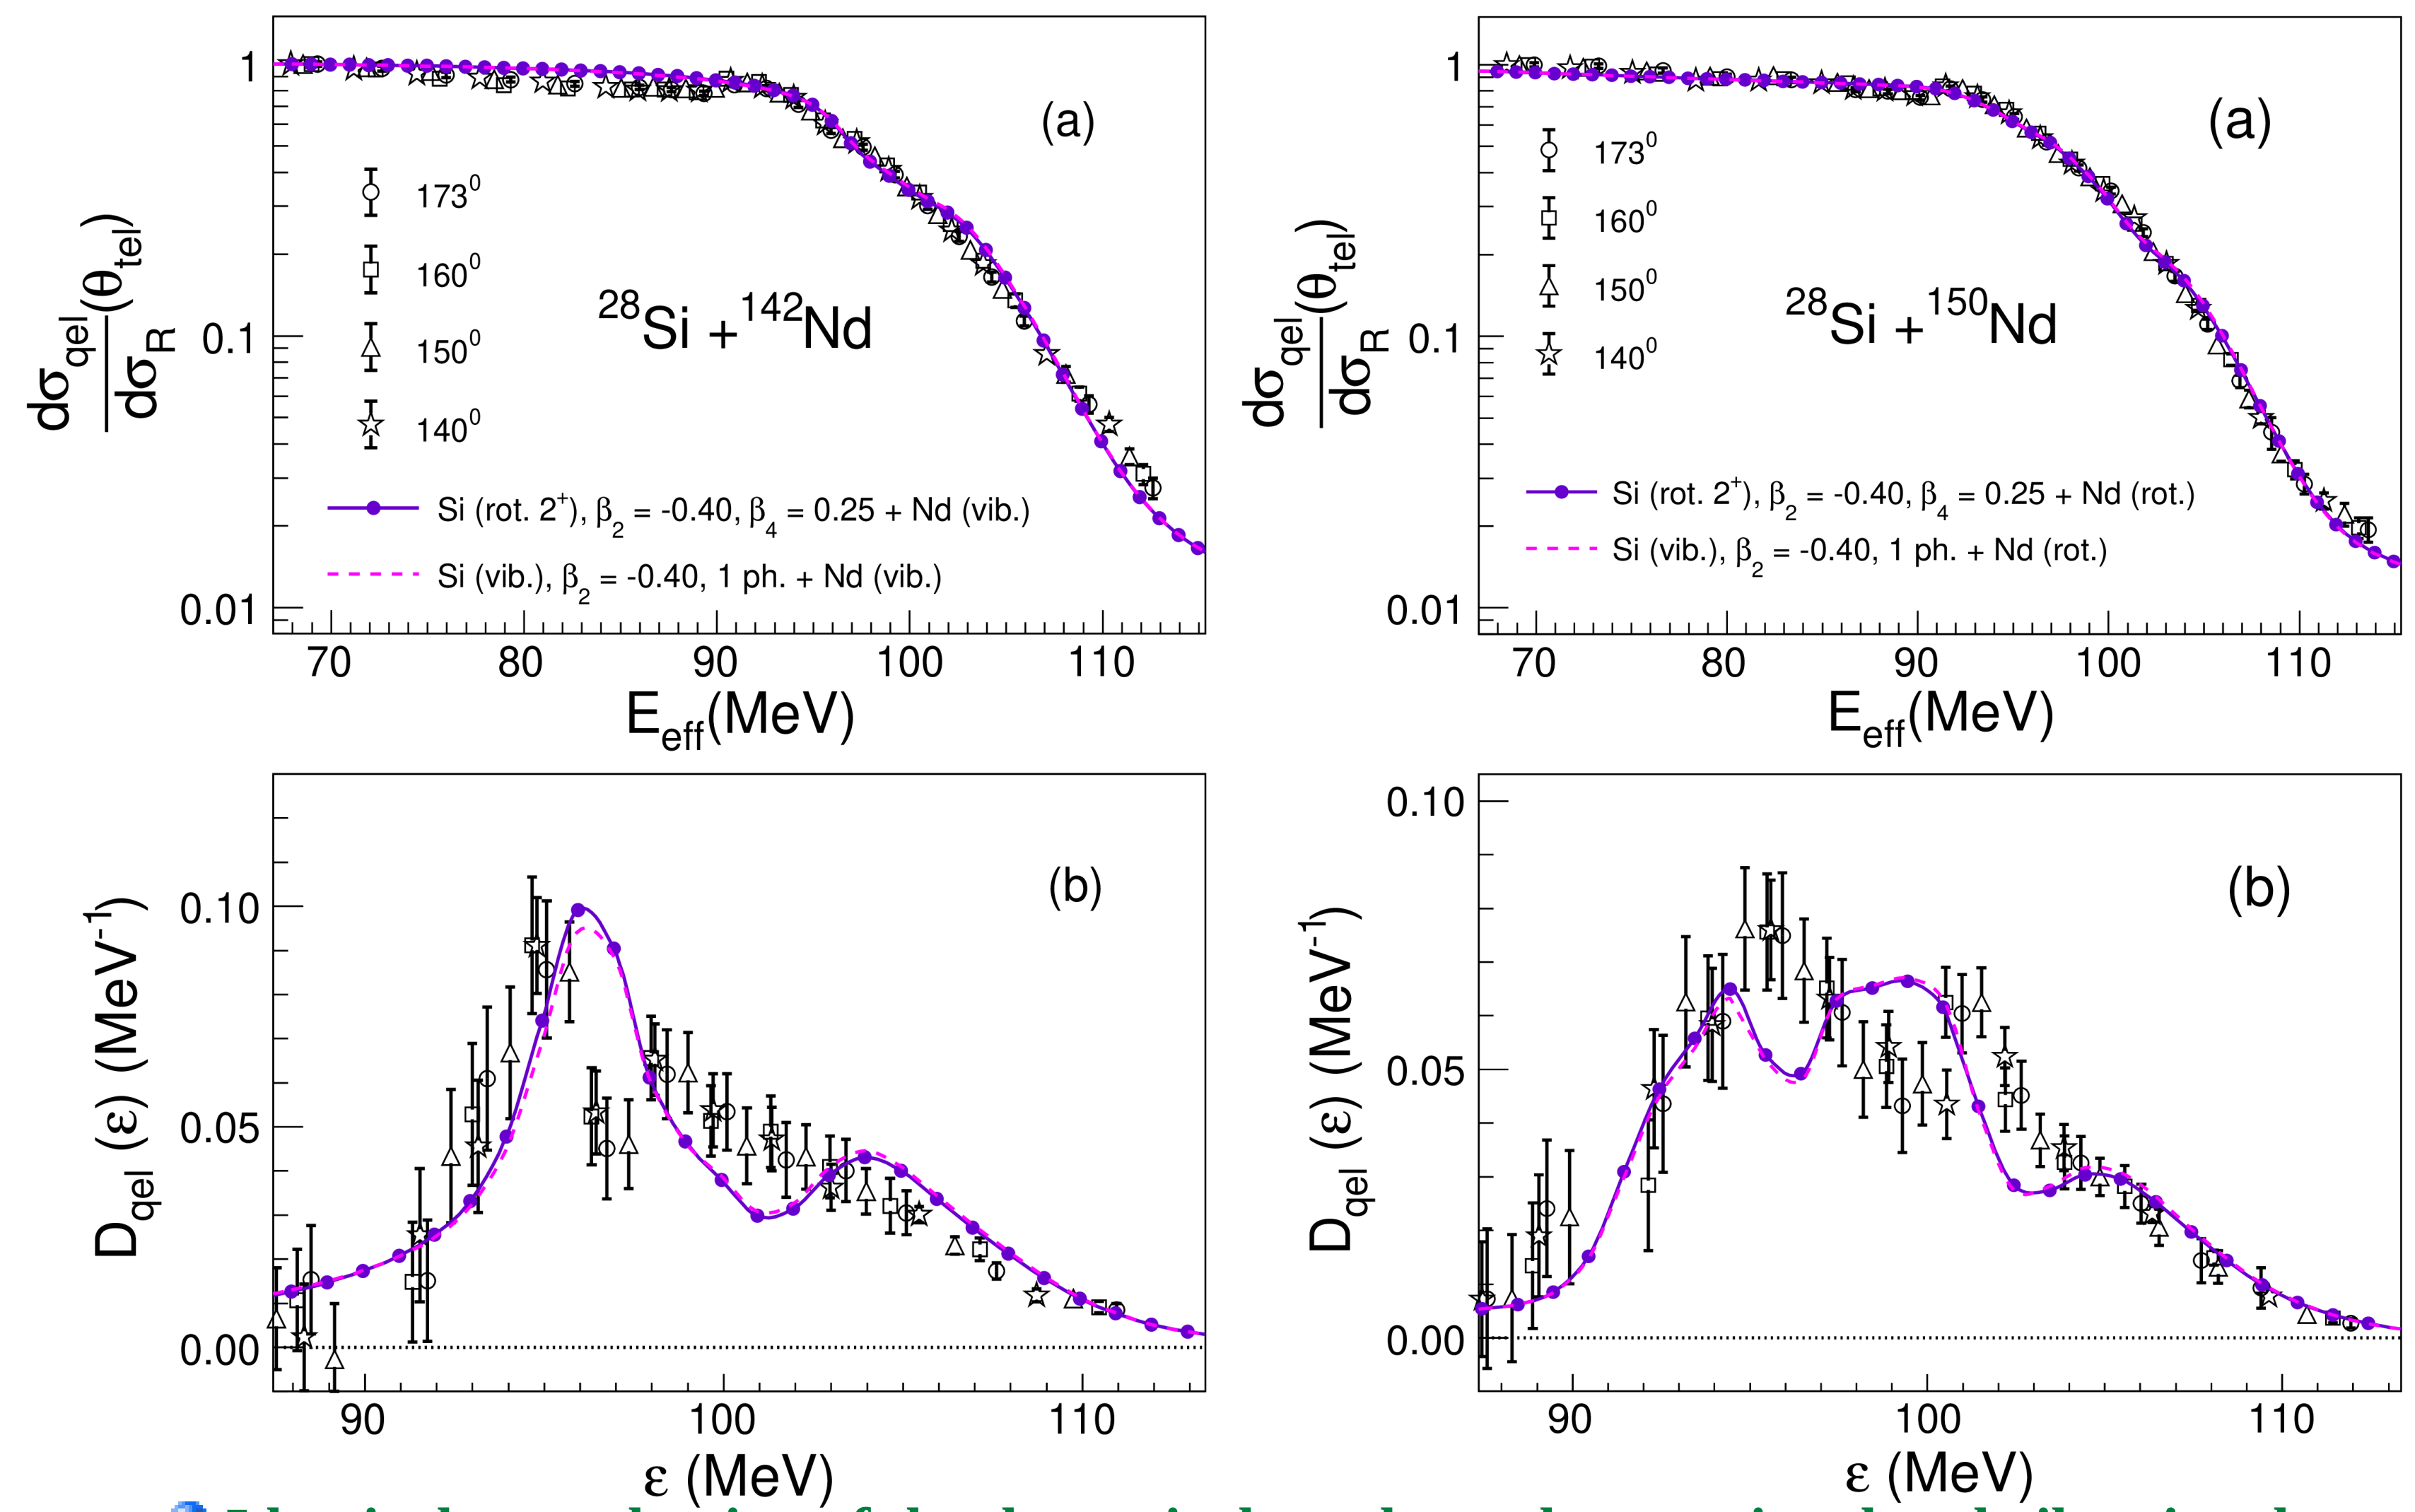 1
0.1
0.01
dσqel/dσR(θtel)
(a)
173⁰
160⁰
150⁰
140⁰
²⁸Si +¹⁴²Nd
Si (rot. 2⁺), β₂ = -0.40, β₄ = 0.25 + Nd (vib.)
Si (vib.), β₂ = -0.40, 1 ph. + Nd (vib.)
70 80 90 100 110
Eeff(MeV)
1
0.1
0.01
dσqel/dσR(θtel)
(a)
173⁰
160⁰
150⁰
140⁰
²⁸Si +¹⁵⁰Nd
Si (rot. 2⁺), β₂ = -0.40, β₄ = 0.25 + Nd (rot.)
Si (vib.), β₂ = -0.40, 1 ph. + Nd (rot.)
70 80 90 100 110
Eeff(MeV)
0.10
0.05
0.00
Dqel (ε) (MeV⁻¹)
(b)
90 100 110
ε (MeV)
0.10
0.05
0.00
Dqel (ε) (MeV⁻¹)
(b)
90 100 110
ε (MeV)